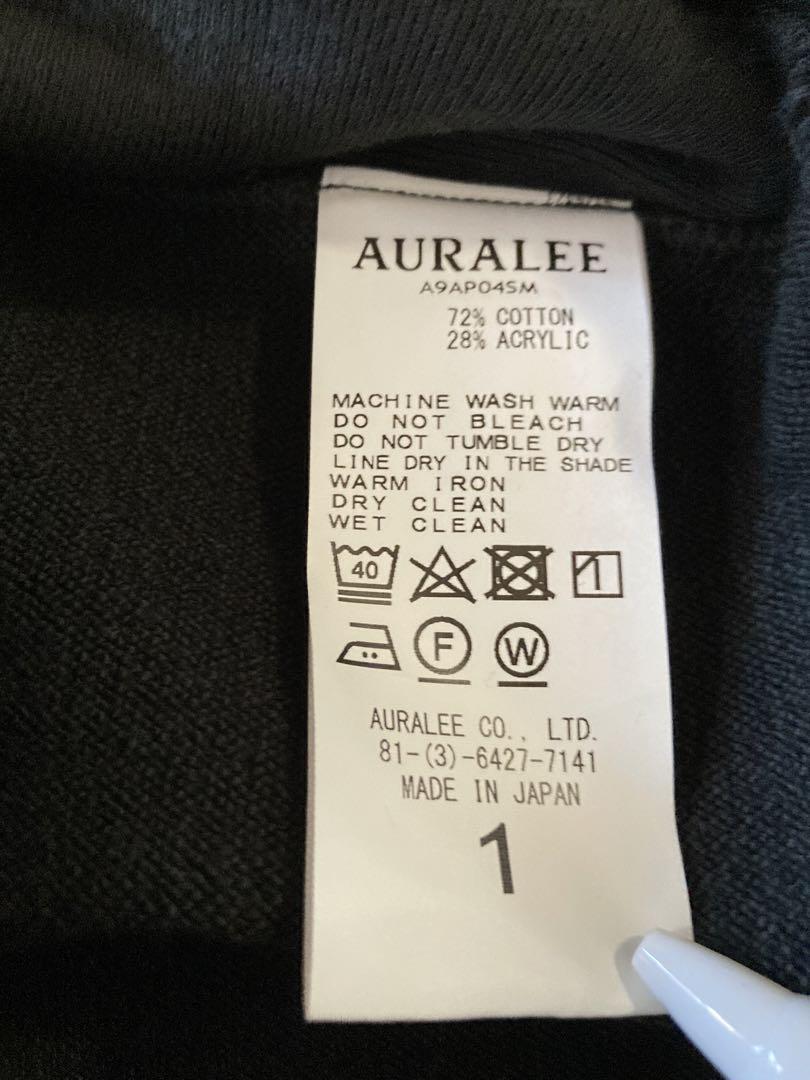 AURALEE
A9AP04SM
72% COTTON
28% ACRYLIC
MACHINE WASH WARM
DO NOT BLEACH
DO NOT TUMBLE DRY
LINE DRY IN THE SHADE
WARM IRON
DRY CLEAN
WET CLEAN
40
F W
AURALEE CO., LTD.
81-(3)-6427-7141
MADE IN JAPAN
1